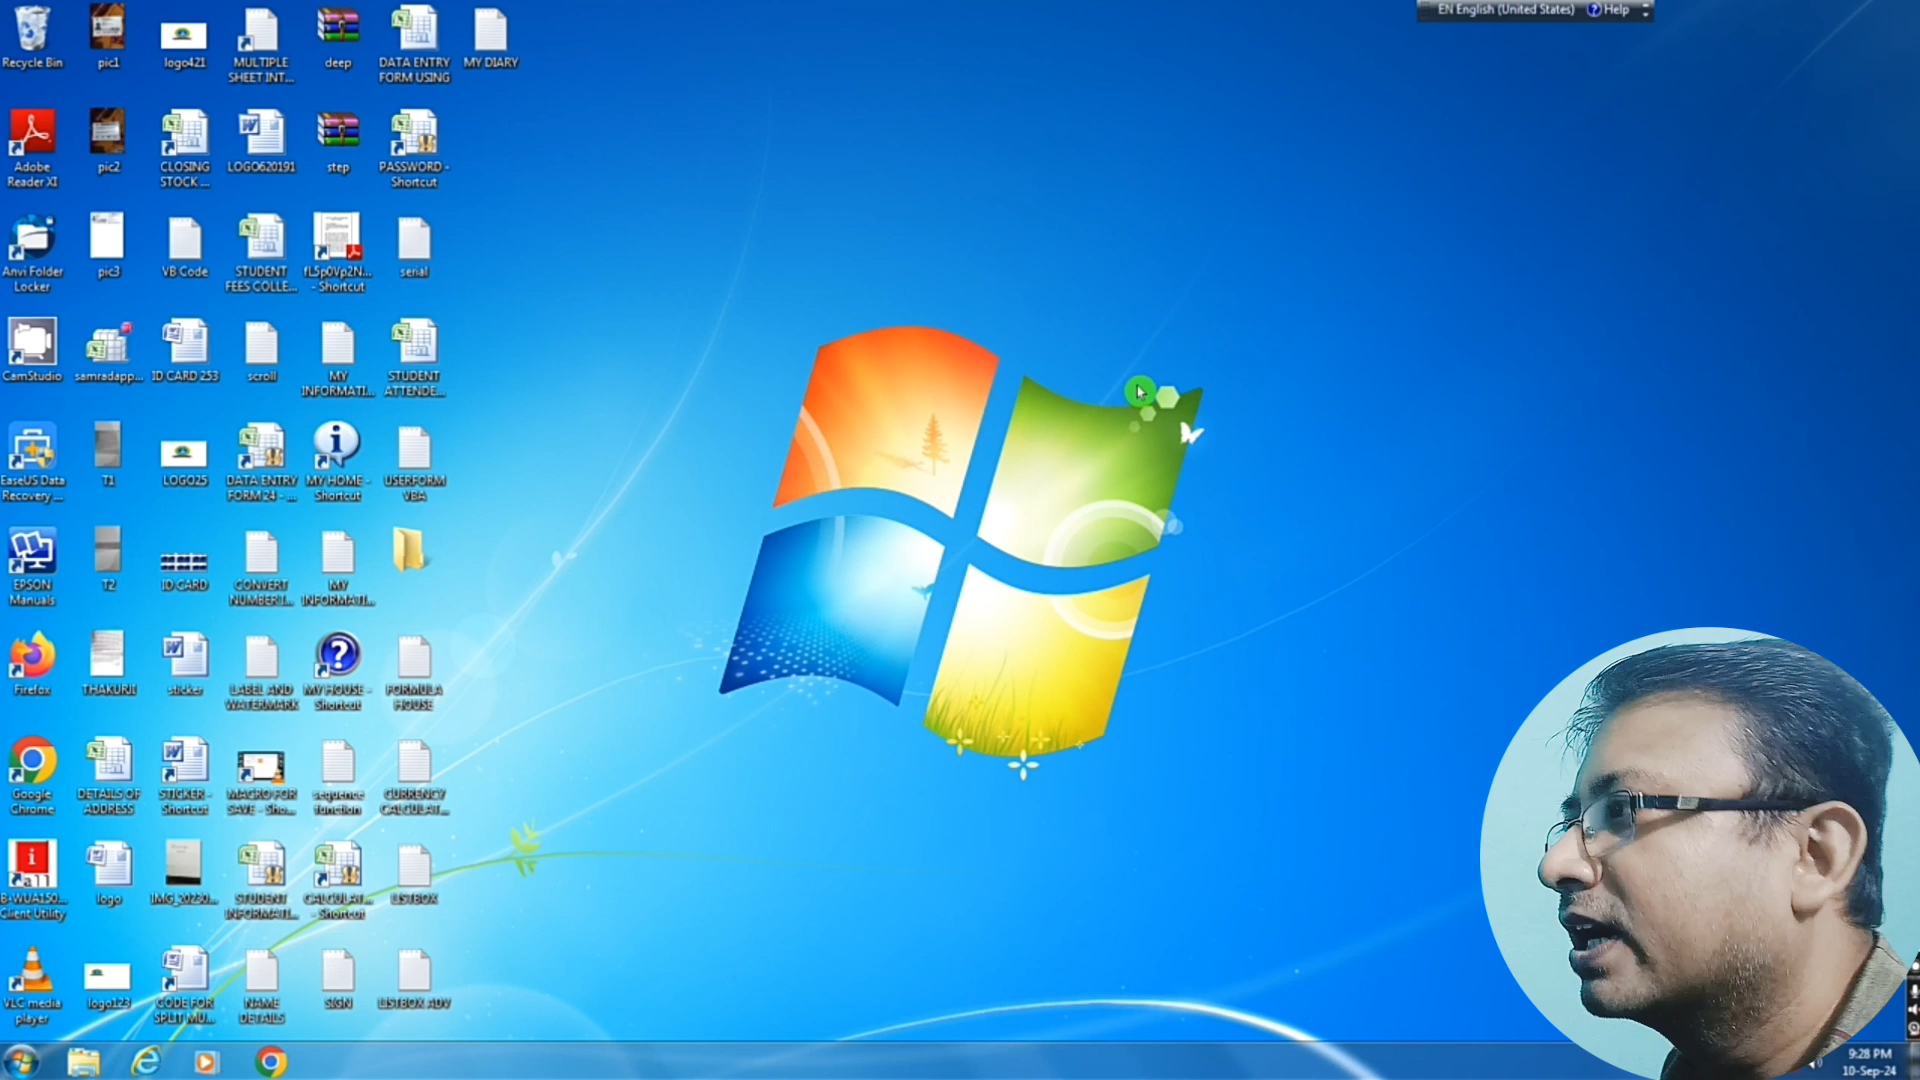 EN English (United States)
Help
Recycle Bin
pic1
logo421
MULTIPLE
SHEET INT...
deep
DATA ENTRY
FORM USING
MY DIARY
Adobe
Reader XI
pic2
CLOSING
STOCK ...
LOGO620191
step
PASSWORD -
Shortcut
Anvi Folder
Locker
pic3
VB Code
STUDENT
FEES COLLE...
fL5p0Vp2N...
- Shortcut
serial
CamStudio
samradapp...
ID CARD 253
scroll
MY
INFORMATI...
STUDENT
ATTENDE...
EaseUS Data
Recovery ...
T1
LOGO25
DATA ENTRY
FORM 24 - ...
MY HOME -
Shortcut
USERFORM
VBA
EPSON
Manuals
T2
ID CARD
CONVERT
NUMBER I...
MY
INFORMATI...
Firefox
THAKURJI
sticker
LABEL AND
WATERMARK
MY HOUSE -
Shortcut
FORMULA
HOUSE
Google
Chrome
DETAILS OF
ADDRESS
STICKER -
Shortcut
MACRO FOR
SAVE - Sho...
sequence
function
CURRENCY
CALCULAT...
B-WUA150...
Client Utility
logo
IMG_20230...
STUDENT
INFORMATI...
CALCULAT...
- Shortcut
LISTBOX
VLC media
player
logo123
CODE FOR
SPLIT MU...
NAME
DETAILS
SIGN
LISTBOX ADV
9:28 PM
10-Sep-24